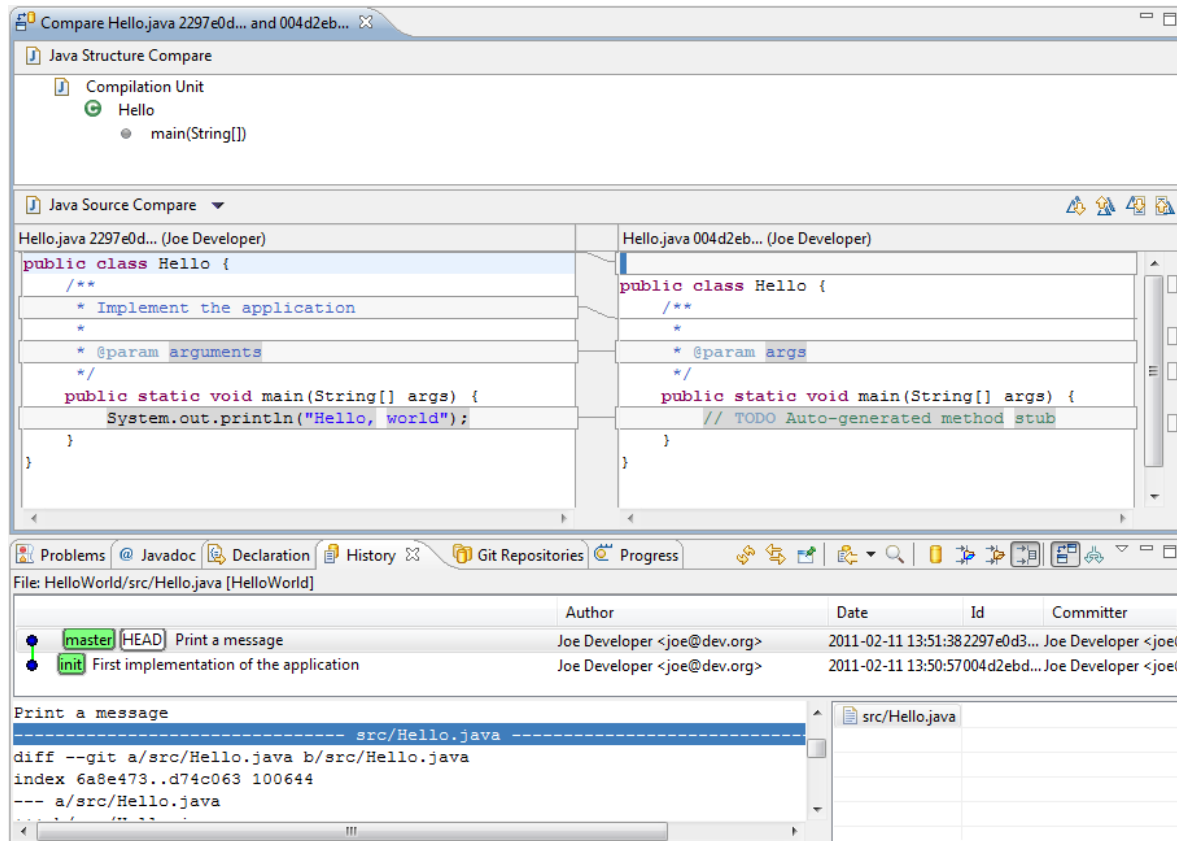 Compare Hello.java 2297e0d... and 004d2eb...
Java Structure Compare
Compilation Unit
Hello
main(String[])
Java Source Compare
Hello.java 2297e0d... (Joe Developer)
Hello.java 004d2eb... (Joe Developer)
public class Hello {
/**
* Implement the application
*
* @param arguments
*/
public static void main(String[] args) {
System.out.println("Hello, world");
}
}
public class Hello {
/**
*
* @param args
*/
public static void main(String[] args) {
// TODO Auto-generated method stub
}
}
Problems @ Javadoc Declaration History Git Repositories Progress
File: HelloWorld/src/Hello.java [HelloWorld]
Author Date Id Committer
master HEAD Print a message Joe Developer <joe@dev.org> 2011-02-11 13:51:38 2297e0d3... Joe Developer <joe
init First implementation of the application Joe Developer <joe@dev.org> 2011-02-11 13:50:57 004d2ebd... Joe Developer <joe
Print a message
-------------------------------- src/Hello.java ----------------------------
diff --git a/src/Hello.java b/src/Hello.java
index 6a8e473..d74c063 100644
--- a/src/Hello.java
src/Hello.java